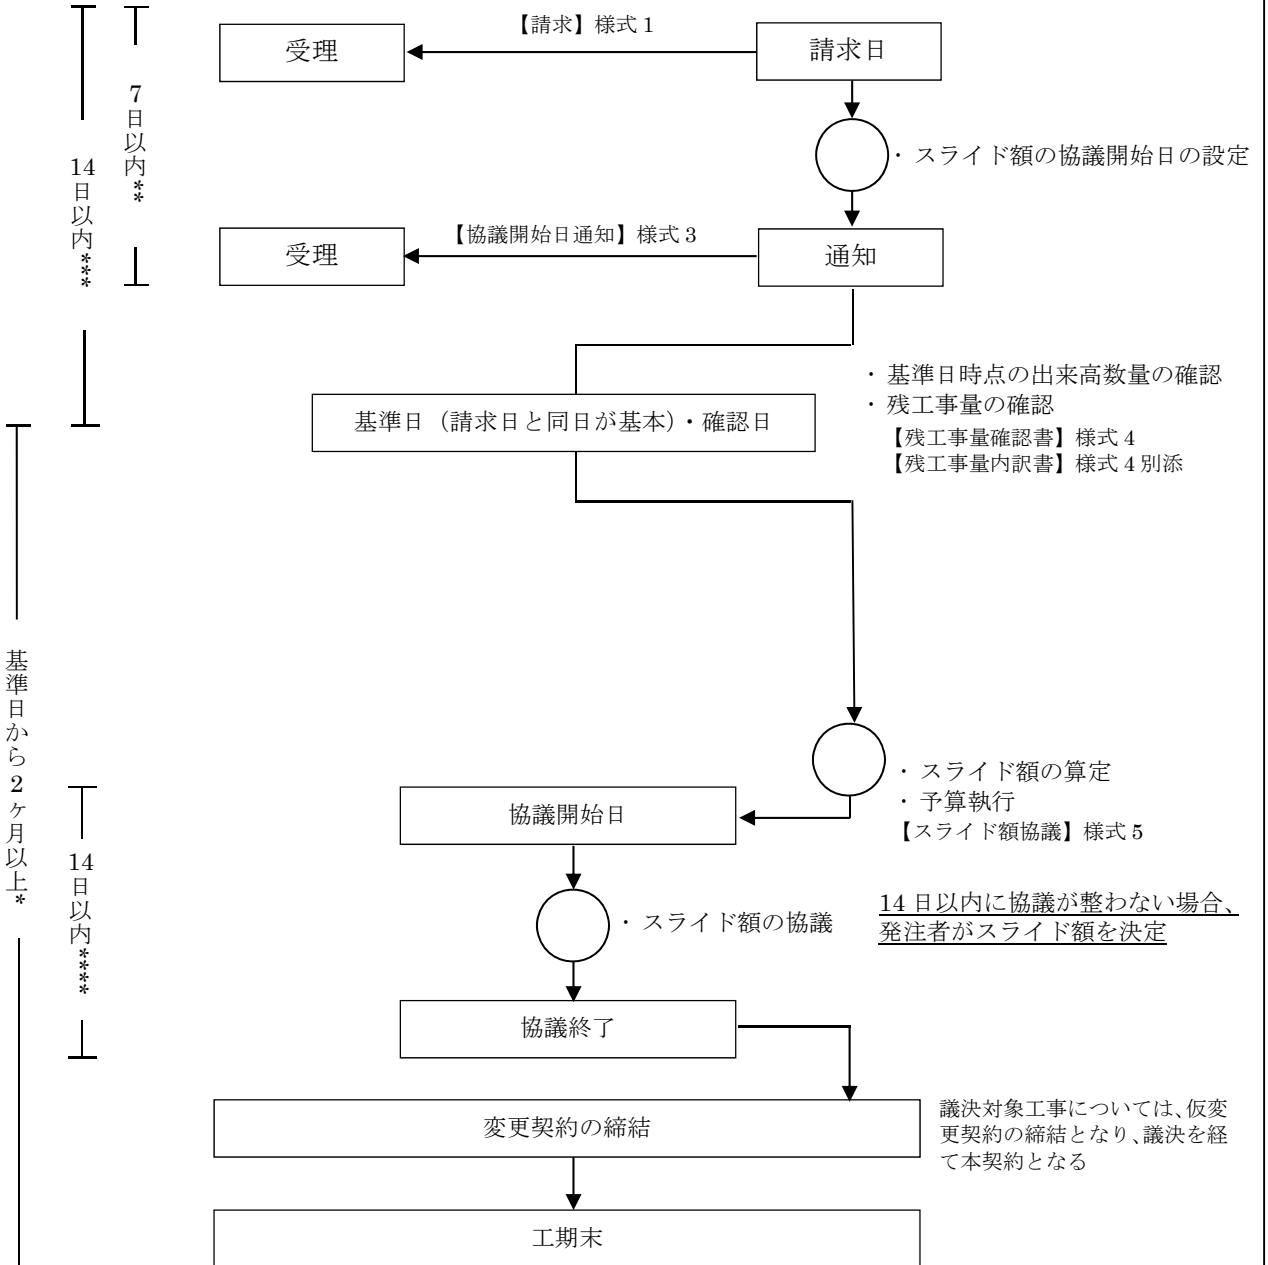 【請求】様式 1
受理
請求日
・ スライド額の協議開始日の設定
7日以内**
14日以内***
【協議開始日通知】様式 3
受理
通知
・ 基準日時点の出来高数量の確認
・ 残工事量の確認
【残工事量確認書】様式 4
【残工事量内訳書】様式 4 別添
基準日（請求日と同日が基本）・確認日
基準日から2ヶ月以上*
・ スライド額の算定
・ 予算執行
【スライド額協議】様式 5
協議開始日
14日以内****
・ スライド額の協議
14 日以内に協議が整わない場合、
発注者がスライド額を決定
協議終了
変更契約の締結
議決対象工事については、仮変
更契約の締結となり、議決を経
て本契約となる
工期末